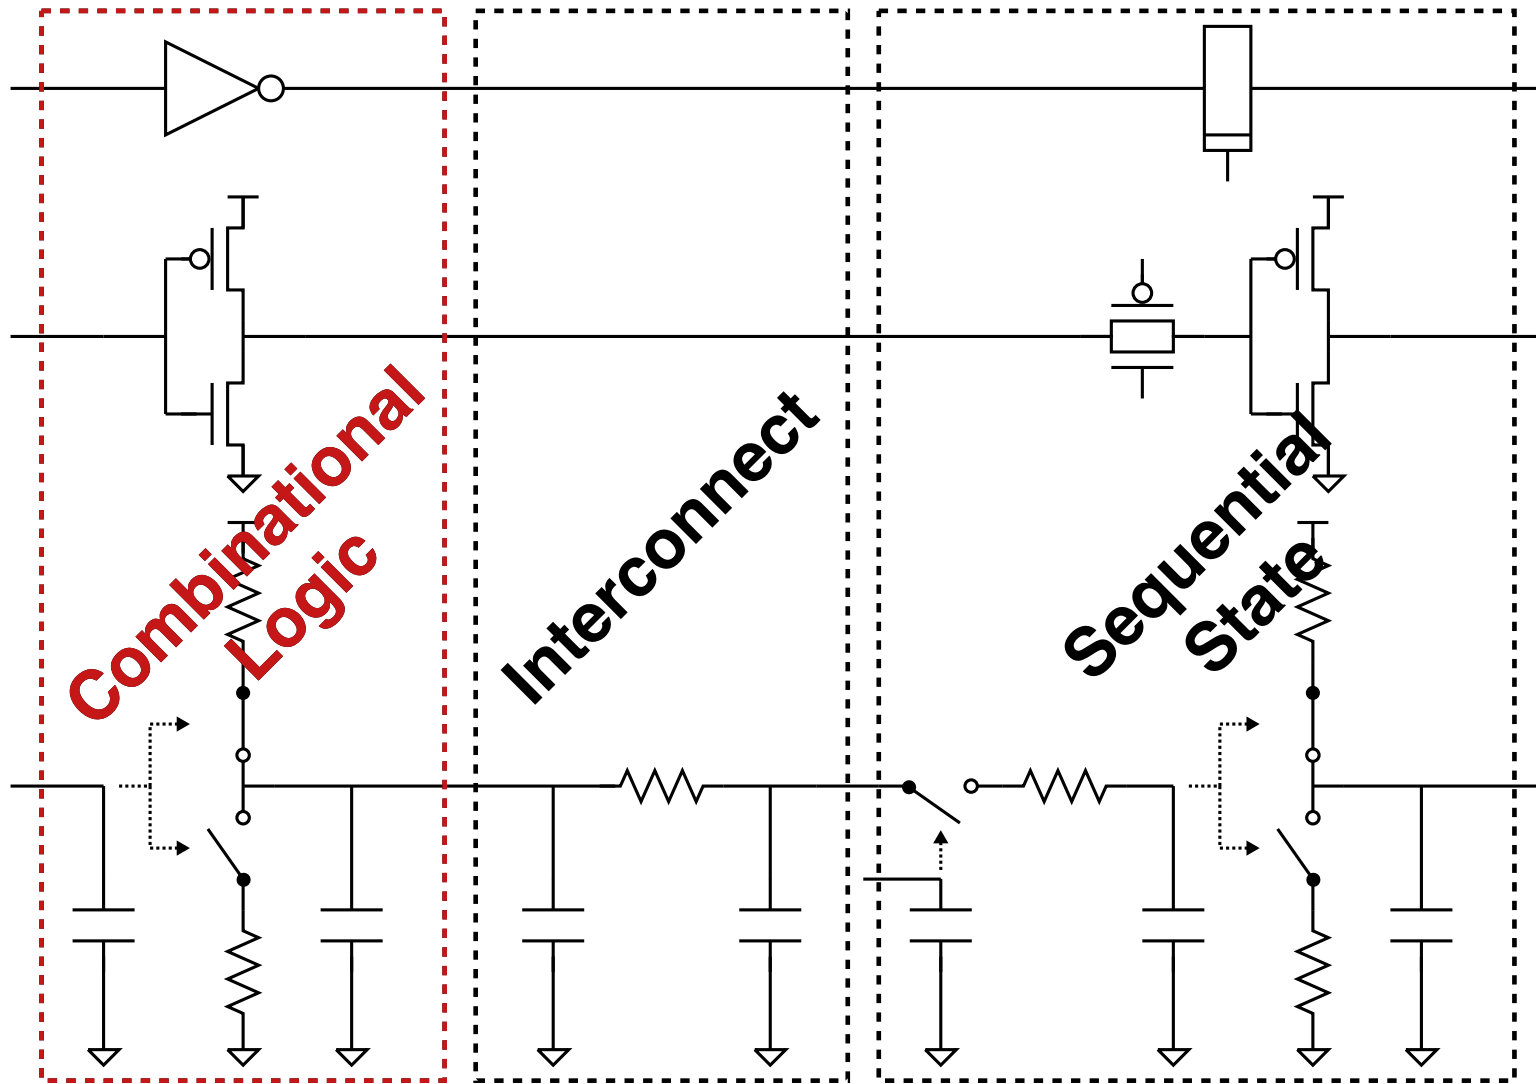 Combinational
Logic
Interconnect
Sequential
State